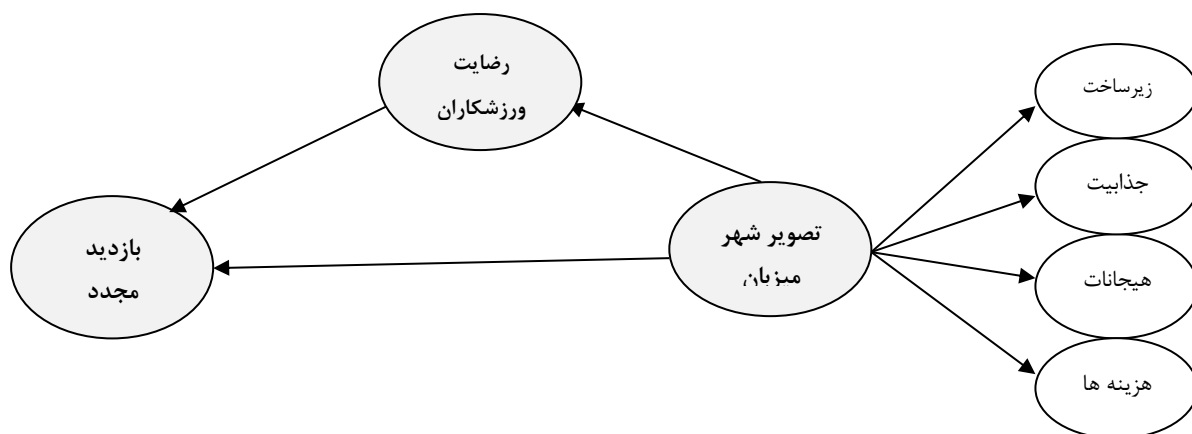 رضایت
ورزشکاران
زیرساخت
جذابیت
تصویر شهر
میزبان
بازدید
مجدد
هیجانات
هزینه ها